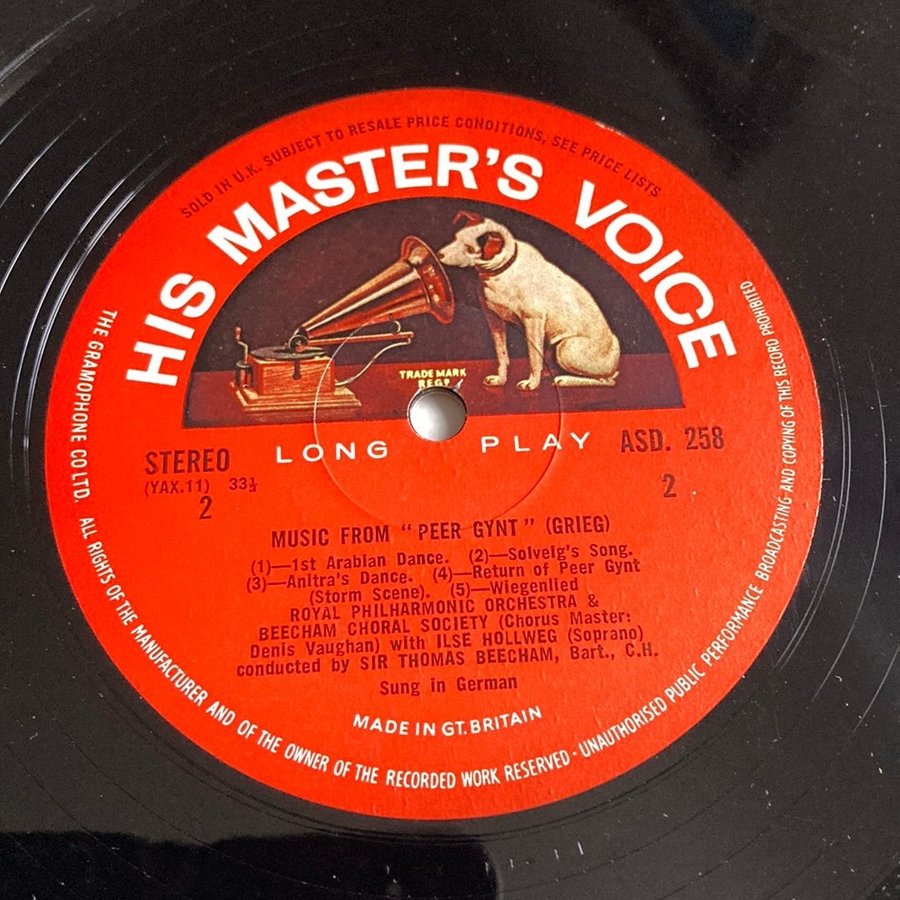 SOLD IN U.K. SUBJECT TO RESALE PRICE CONDITIONS, SEE PRICE LISTS
HIS MASTER'S VOICE
TRADE MARK
REGD
LONG PLAY
STEREO
ASD. 258
(YAX.11) 33⅓
2
2
MUSIC FROM "PEER GYNT" (GRIEG)
(1)—1st Arabian Dance. (2)—Solveig's Song.
(3)—Anitra's Dance. (4)—Return of Peer Gynt
(Storm Scene). (5)—Wiegenlied
ROYAL PHILHARMONIC ORCHESTRA &
BEECHAM CHORAL SOCIETY (Chorus Master:
Denis Vaughan) with ILSE HOLLWEG (Soprano)
conducted by SIR THOMAS BEECHAM, Bart., C.H.
Sung in German
MADE IN GT. BRITAIN
THE GRAMOPHONE CO. LTD. ALL RIGHTS OF THE MANUFACTURER AND OF THE OWNER OF THE RECORDED WORK RESERVED · UNAUTHORISED PUBLIC PERFORMANCE BROADCASTING AND COPYING OF THIS RECORD PROHIBITED